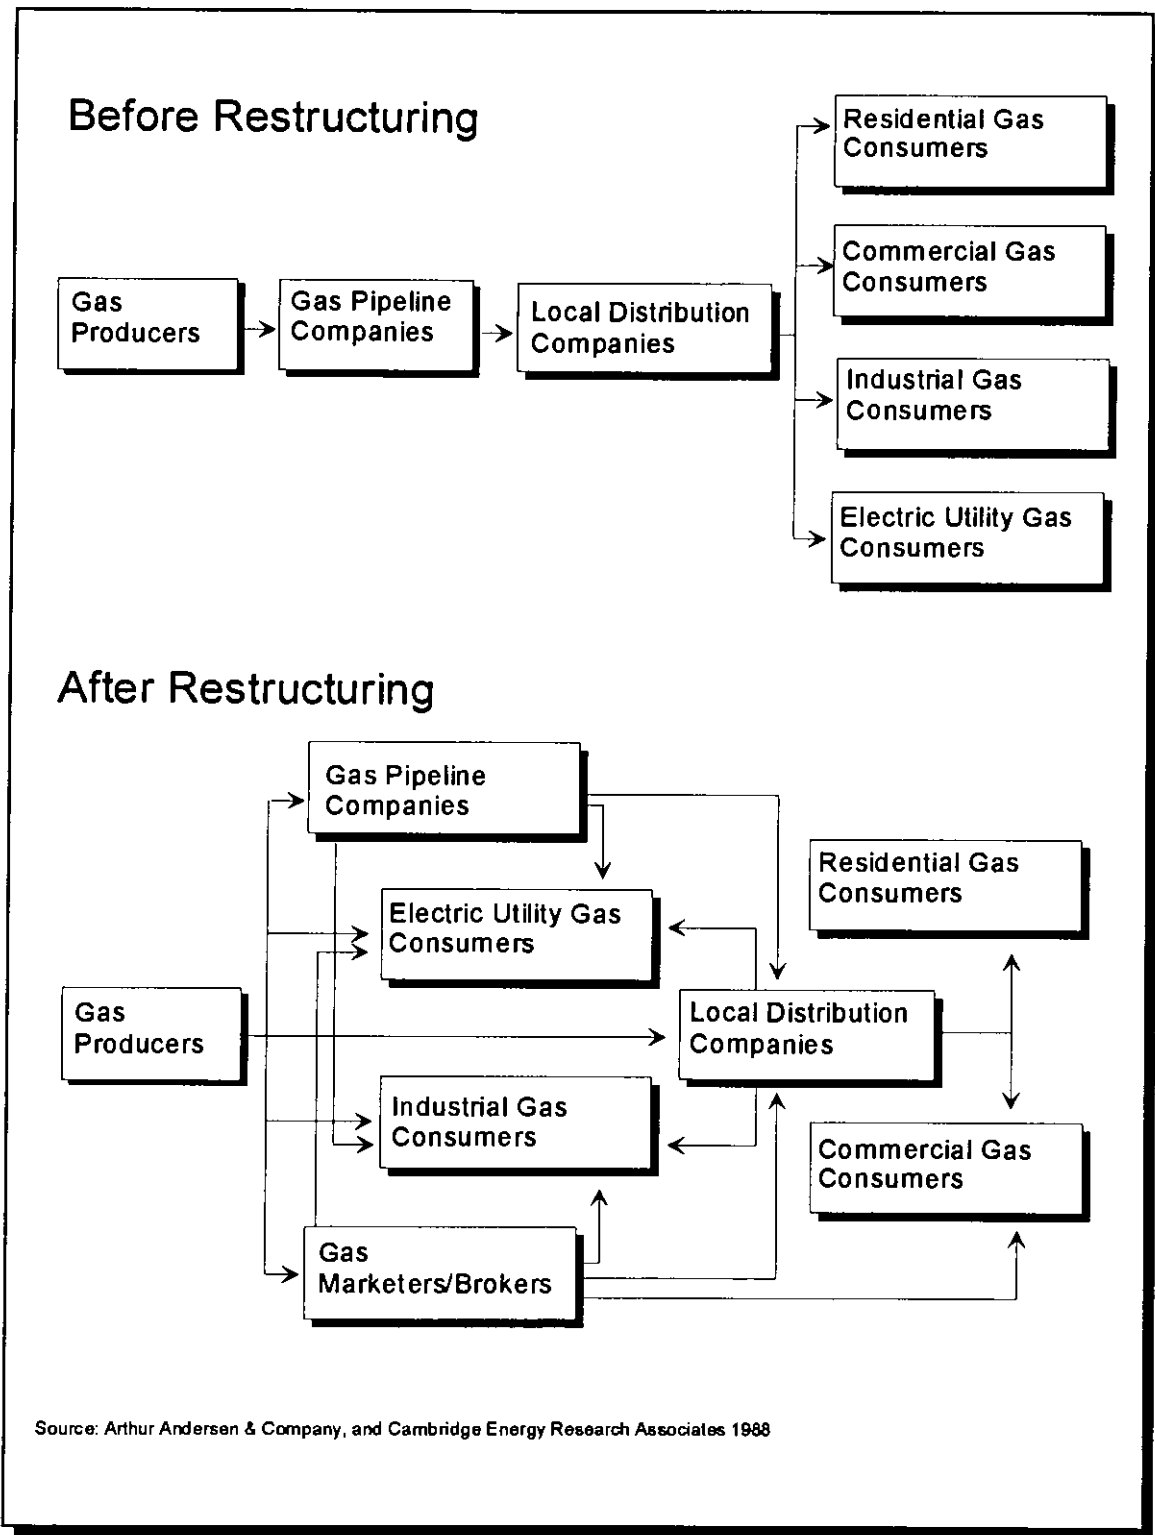 Before Restructuring
Residential Gas
Consumers
Commercial Gas
Consumers
Gas
Producers
Gas Pipeline
Companies
Local Distribution
Companies
Industrial Gas
Consumers
Electric Utility Gas
Consumers
After Restructuring
Gas Pipeline
Companies
Residential Gas
Consumers
Electric Utility Gas
Consumers
Gas
Producers
Local Distribution
Companies
Industrial Gas
Consumers
Commercial Gas
Consumers
Gas
Marketers/Brokers
Source: Arthur Andersen & Company, and Cambridge Energy Research Associates 1988